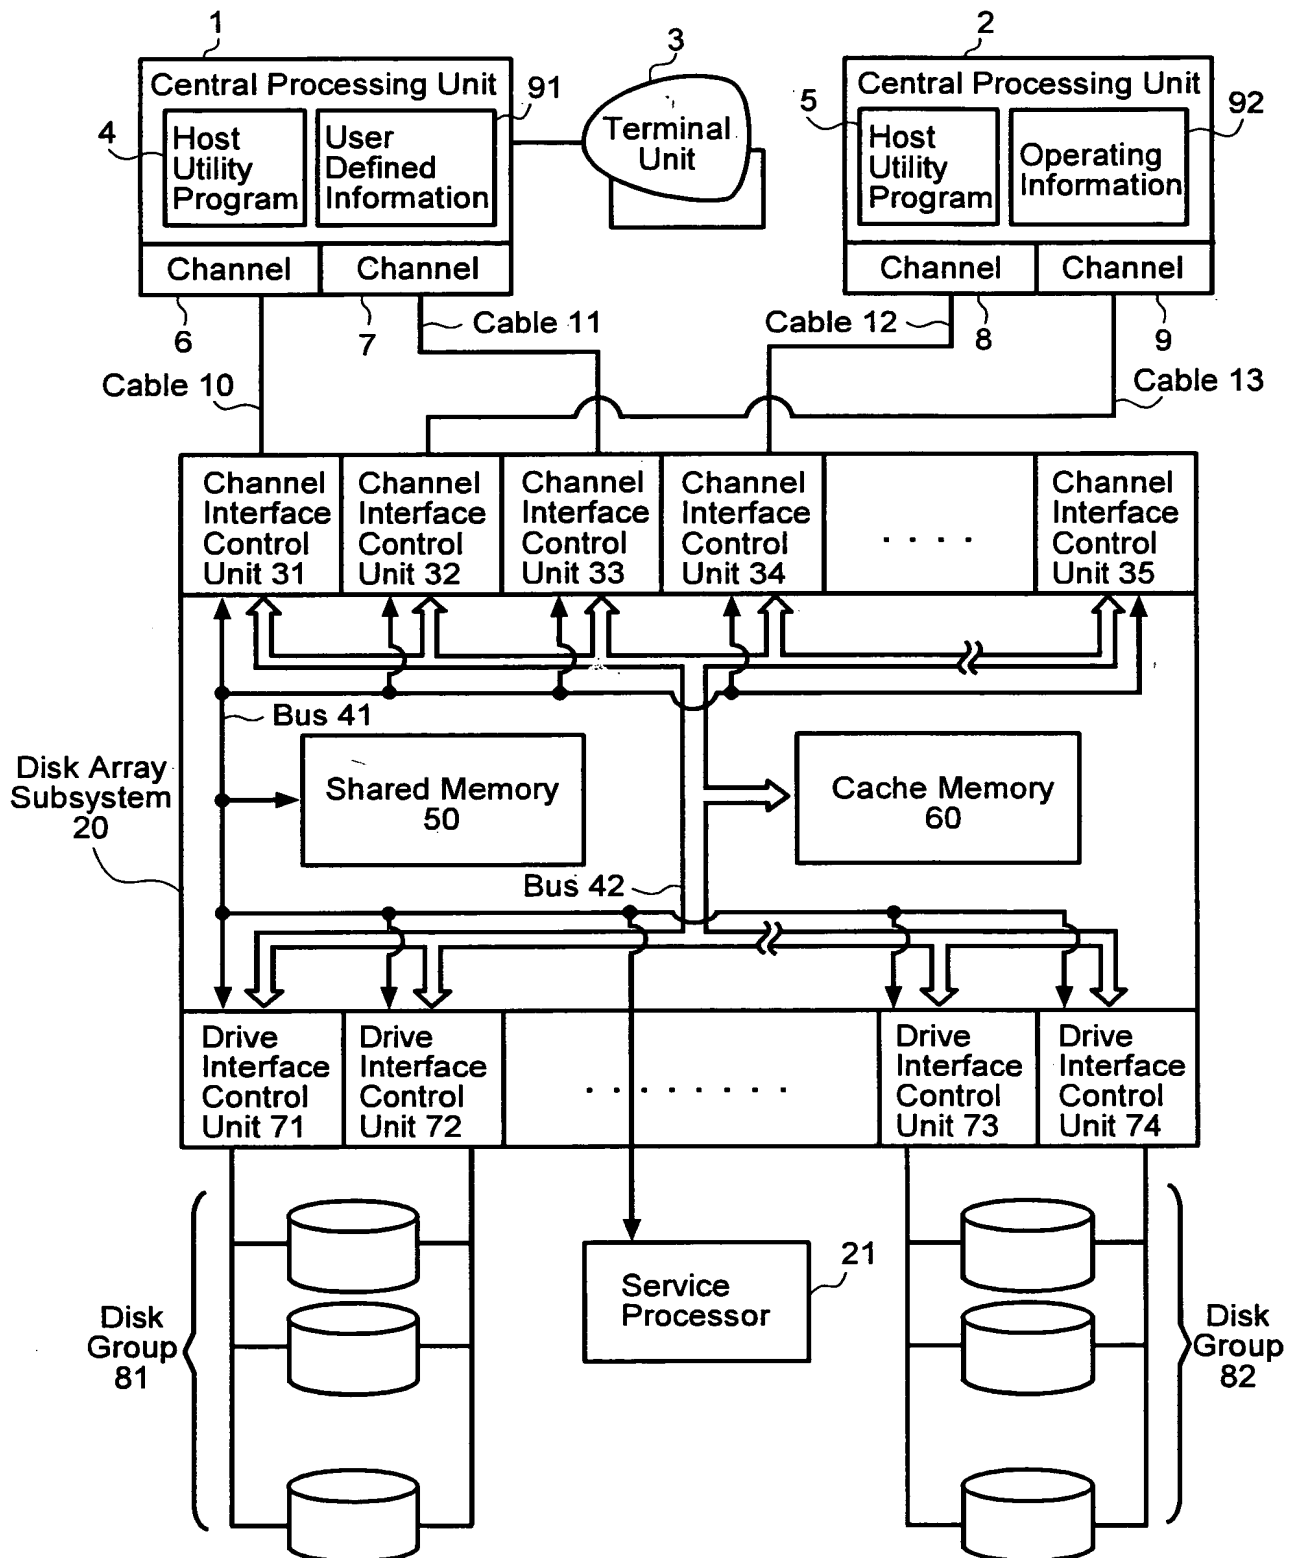 1
2
3
Central Processing Unit
91
4
Host
Utility
Program
User
Defined
Information
Terminal
Unit
Central Processing Unit
5
92
Host
Utility
Program
Operating
Information
Channel
Channel
Channel
Channel
6
7
8
9
Cable 11
Cable 12
Cable 10
Cable 13
Channel
Interface
Control
Unit 31
Channel
Interface
Control
Unit 32
Channel
Interface
Control
Unit 33
Channel
Interface
Control
Unit 34
. . . .
Channel
Interface
Control
Unit 35
Bus 41
Disk Array
Subsystem
20
Shared Memory
50
Cache Memory
60
Bus 42
Drive
Interface
Control
Unit 71
Drive
Interface
Control
Unit 72
. . . . . . . . .
Drive
Interface
Control
Unit 73
Drive
Interface
Control
Unit 74
Disk
Group
81
Service
Processor
21
Disk
Group
82